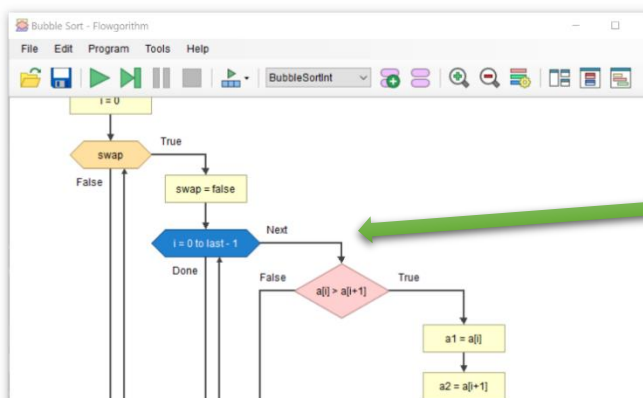 Bubble Sort - Flowgorithm
File Edit Program Tools Help
BubbleSortInt
i = 0
swap
True
False
swap = false
i = 0 to last - 1
Next
Done
False
a[i] > a[i+1]
True
a1 = a[i]
a2 = a[i+1]